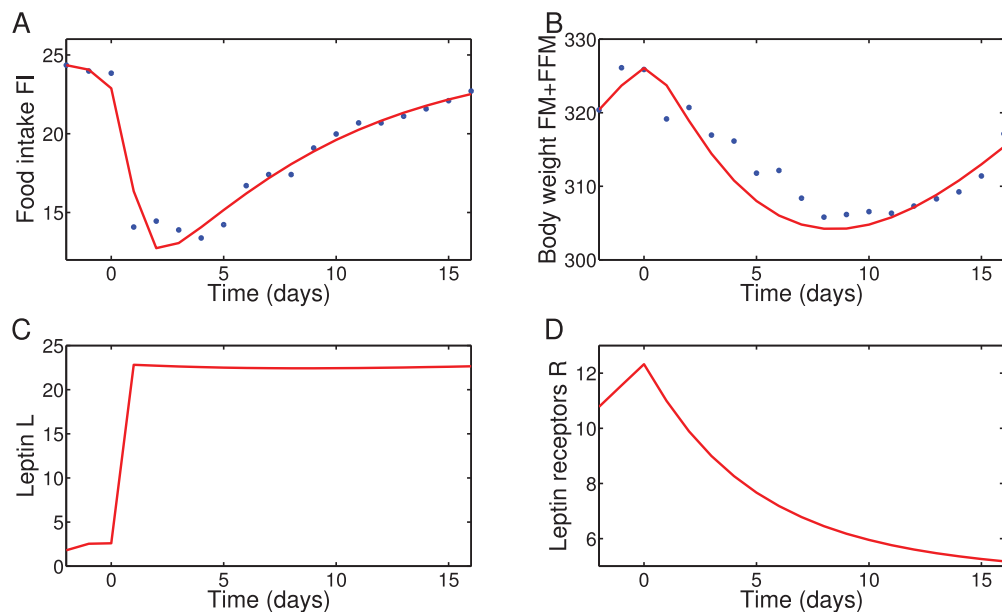 A
Food intake FI
25
20
15
0
5
10
15
Time (days)
B
Body weight FM+FFM
330
320
310
300
0
5
10
15
Time (days)
C
Leptin L
25
20
15
10
5
0
0
5
10
15
Time (days)
D
Leptin receptors R
12
10
8
6
0
5
10
15
Time (days)